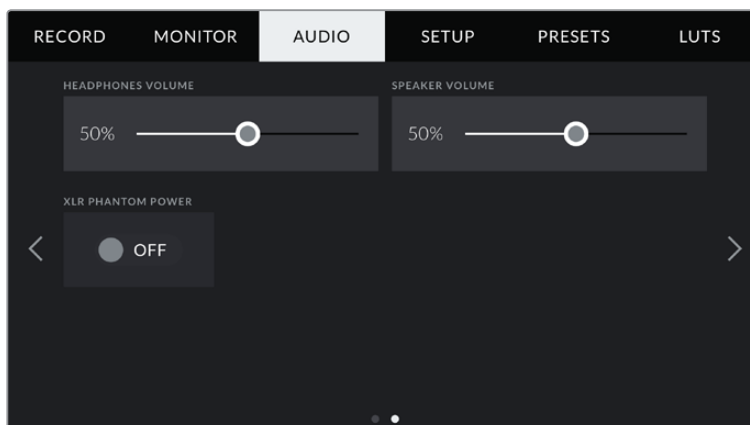 RECORD MONITOR AUDIO SETUP PRESETS LUTS
HEADPHONES VOLUME SPEAKER VOLUME
50% 50%
XLR PHANTOM POWER
OFF